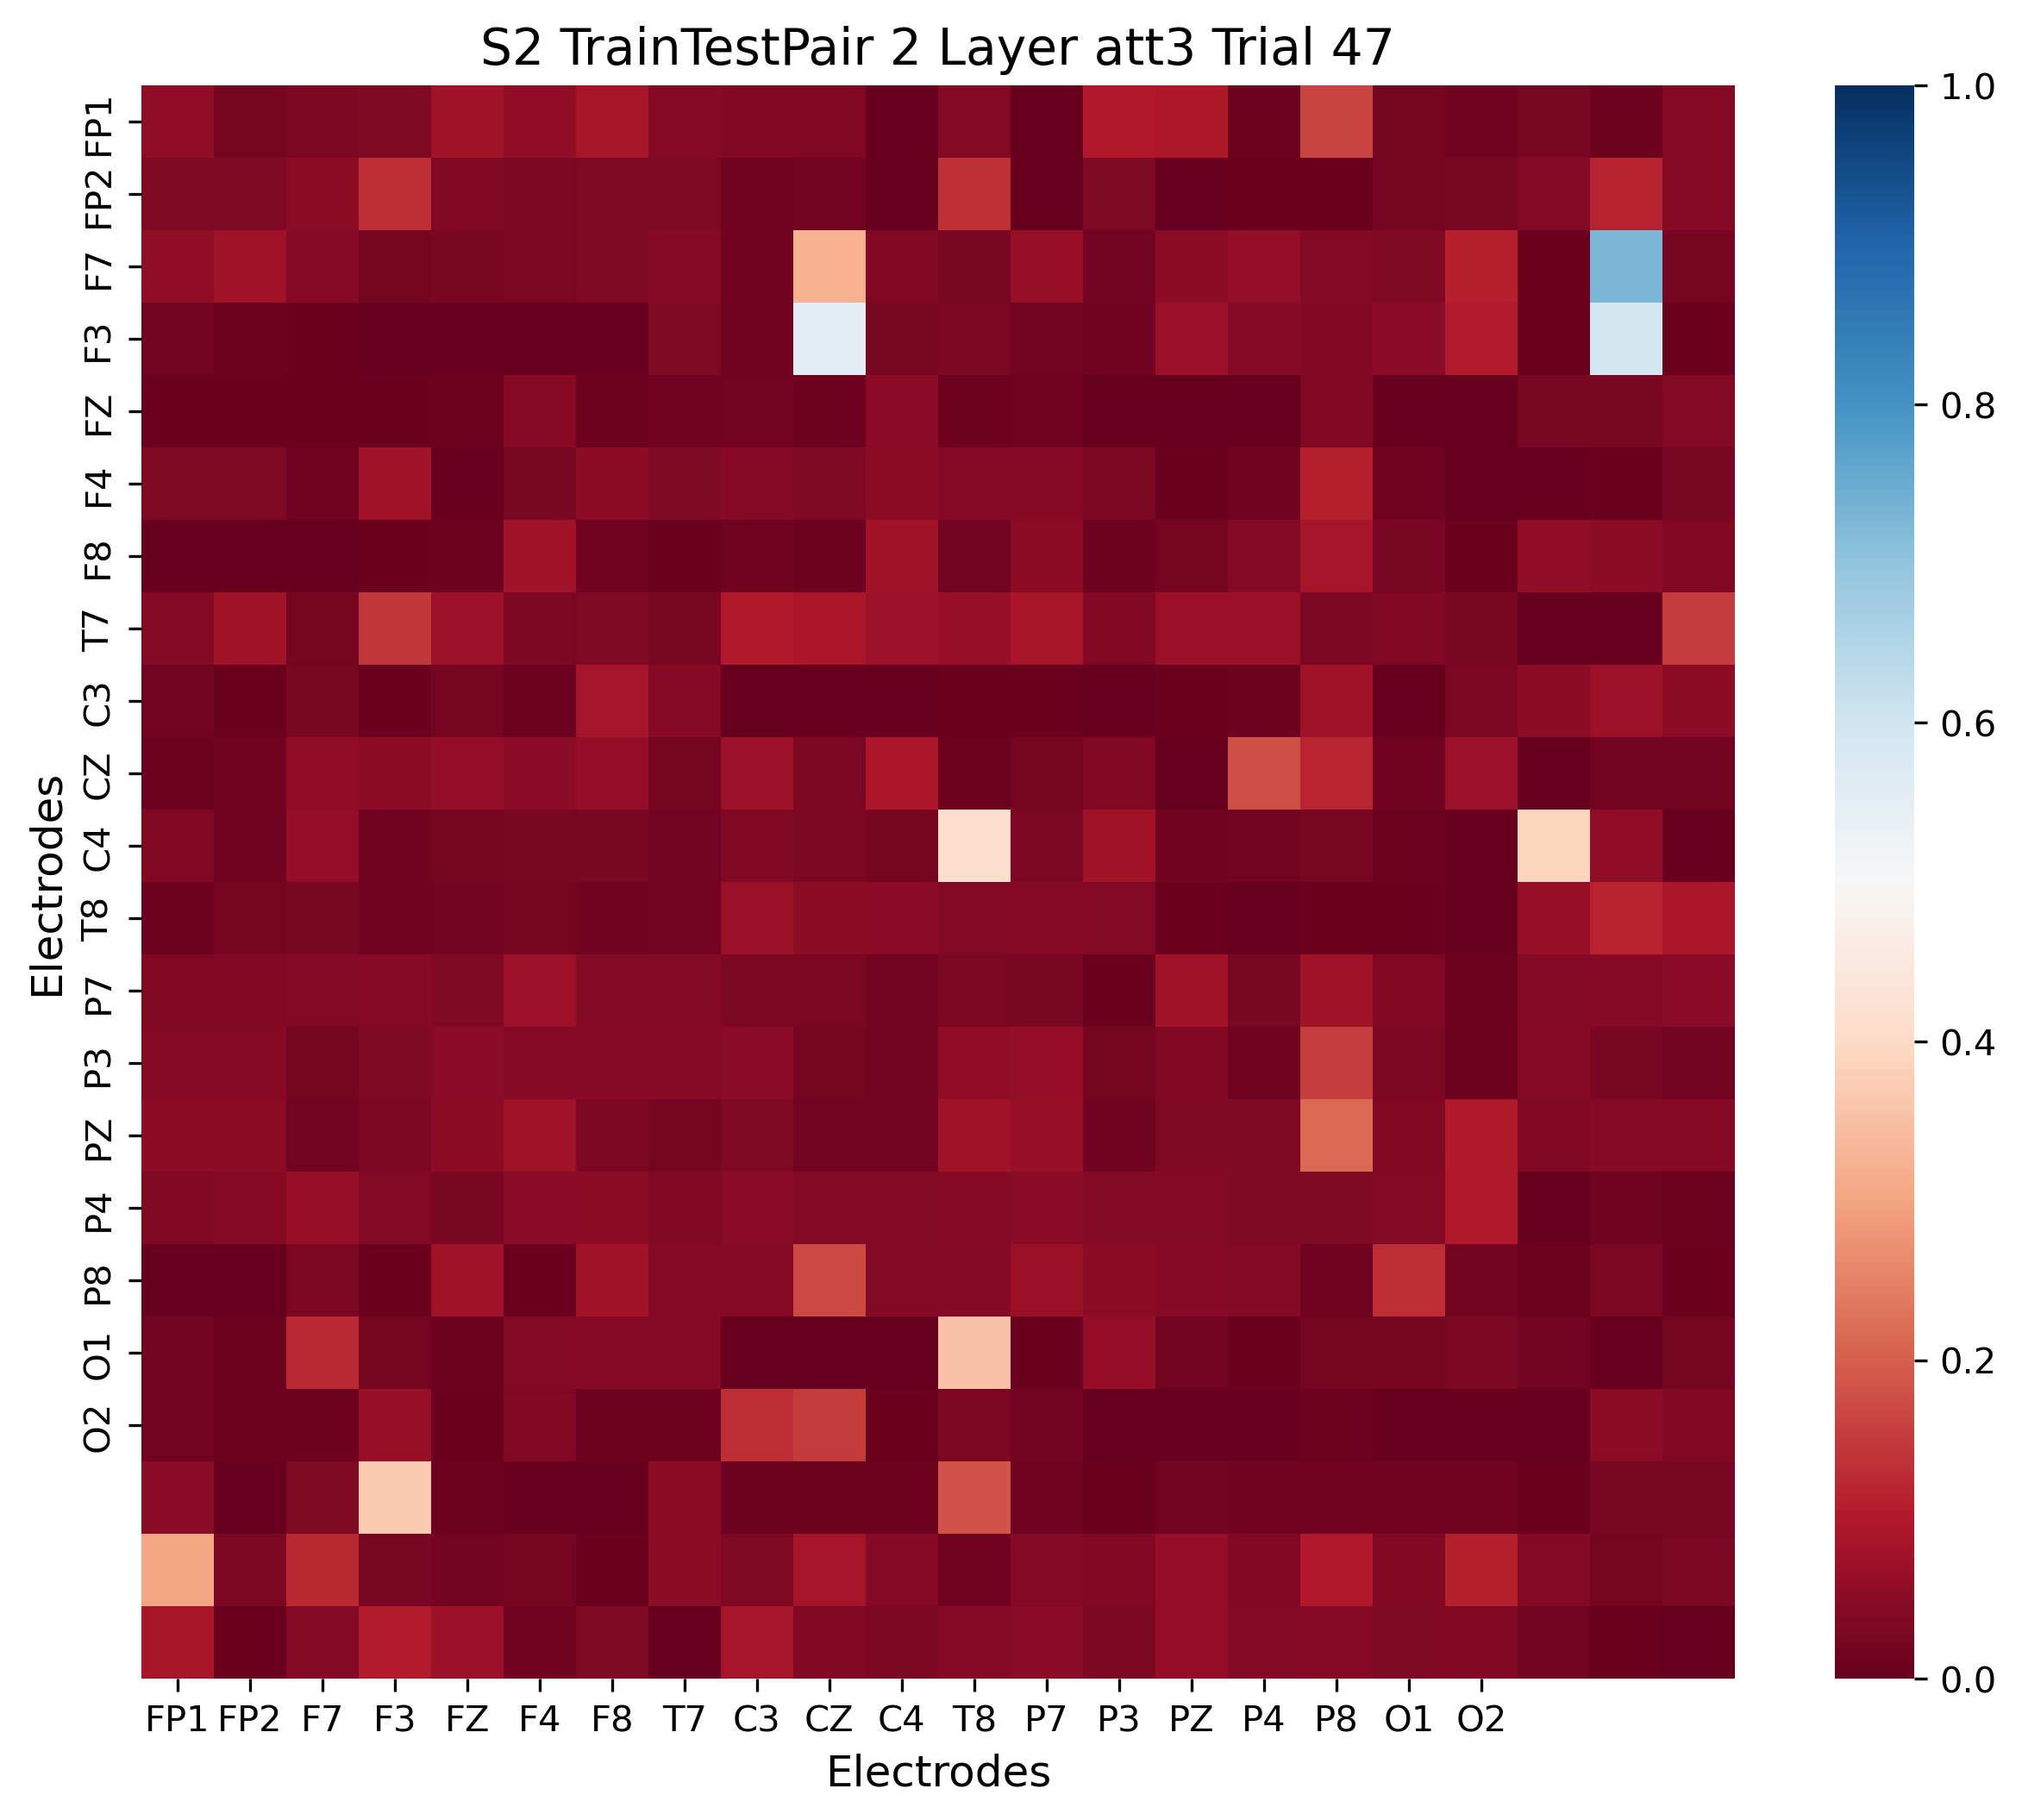 S2 TrainTestPair 2 Layer att3 Trial 47
Electrodes
FP1
FP2
F7
F3
FZ
F4
F8
T7
C3
CZ
C4
T8
P7
P3
PZ
P4
P8
O1
O2
FP1 FP2 F7 F3 FZ F4 F8 T7 C3 CZ C4 T8 P7 P3 PZ P4 P8 O1 O2
Electrodes
1.0
0.8
0.6
0.4
0.2
0.0